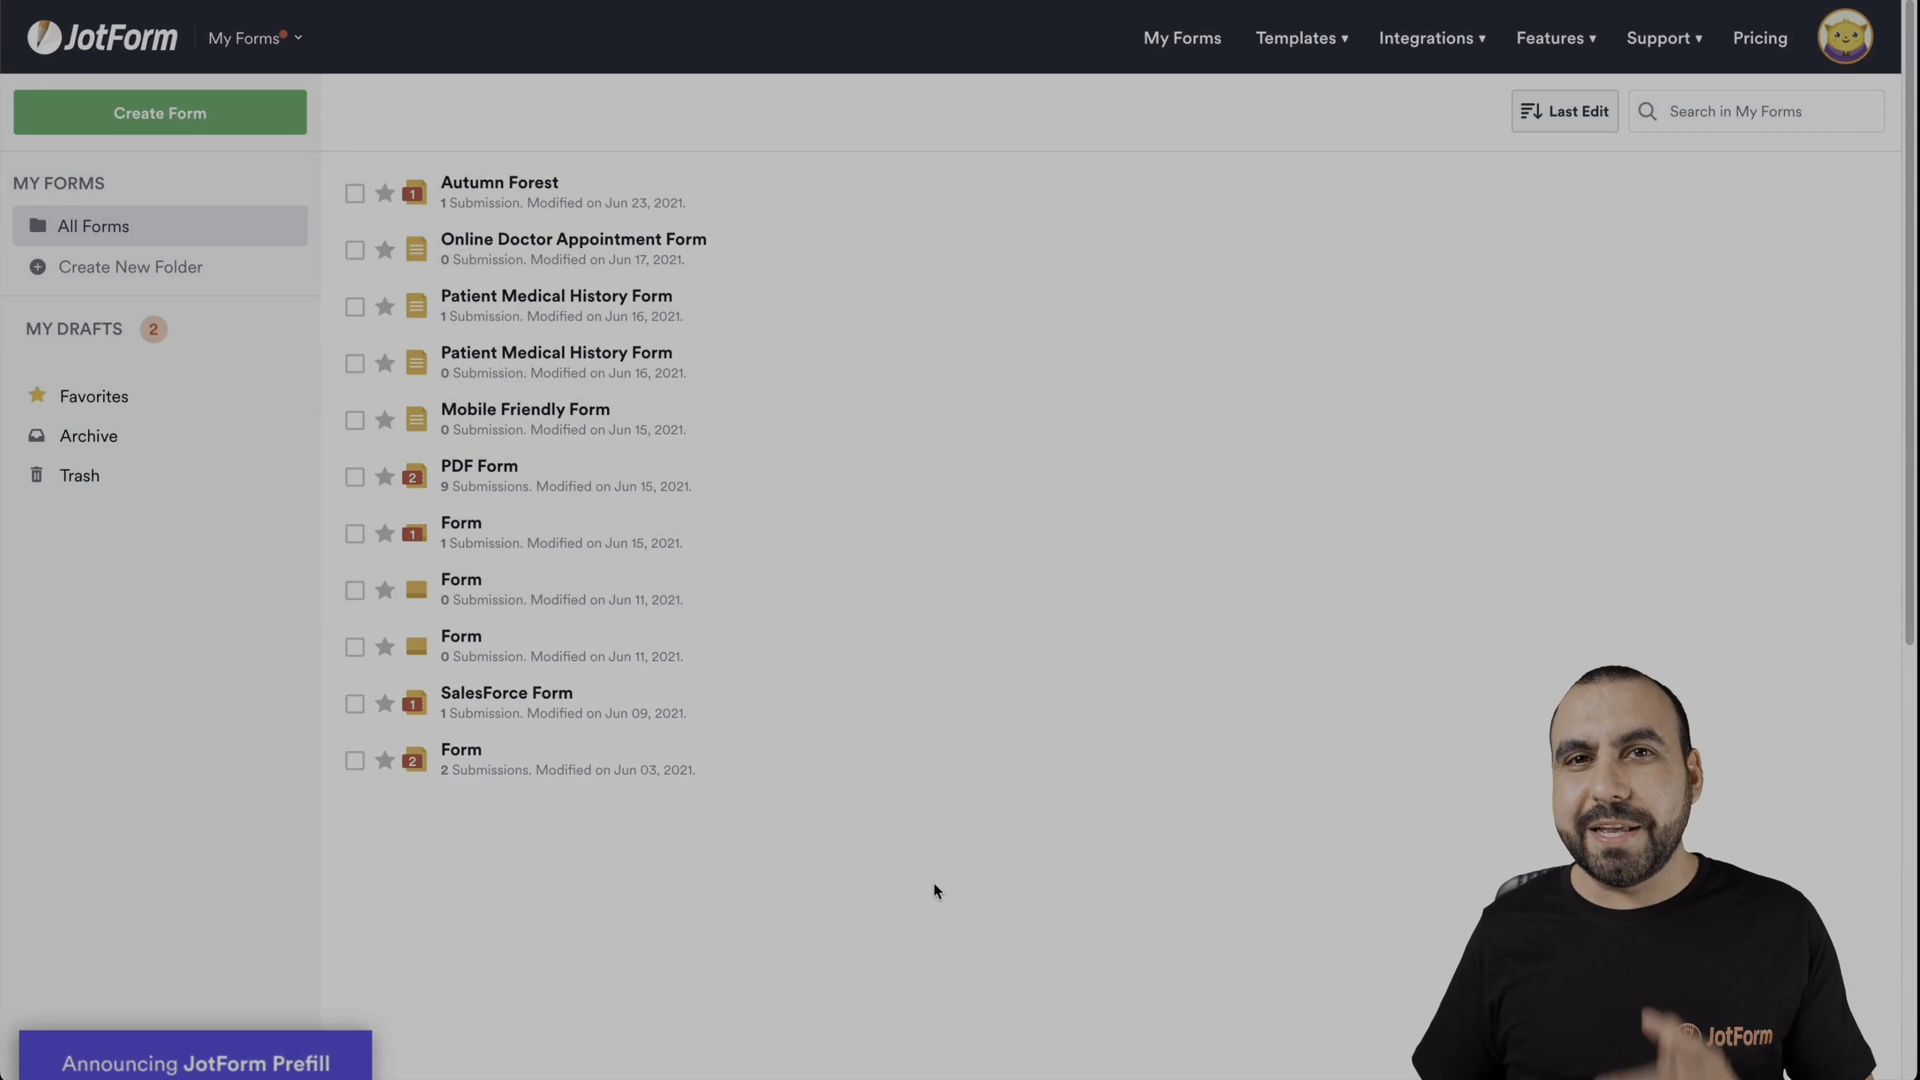 JotForm
My Forms
My Forms
Templates ▾
Integrations ▾
Features ▾
Support ▾
Pricing
Create Form
Last Edit
Search in My Forms
MY FORMS
All Forms
Create New Folder
MY DRAFTS 2
Favorites
Archive
Trash
1
Autumn Forest
1 Submission. Modified on Jun 23, 2021.
Online Doctor Appointment Form
0 Submission. Modified on Jun 17, 2021.
Patient Medical History Form
1 Submission. Modified on Jun 16, 2021.
Patient Medical History Form
0 Submission. Modified on Jun 16, 2021.
Mobile Friendly Form
0 Submission. Modified on Jun 15, 2021.
2
PDF Form
9 Submissions. Modified on Jun 15, 2021.
1
Form
1 Submission. Modified on Jun 15, 2021.
Form
0 Submission. Modified on Jun 11, 2021.
Form
0 Submission. Modified on Jun 11, 2021.
1
SalesForce Form
1 Submission. Modified on Jun 09, 2021.
2
Form
2 Submissions. Modified on Jun 03, 2021.
JotForm
Announcing JotForm Prefill